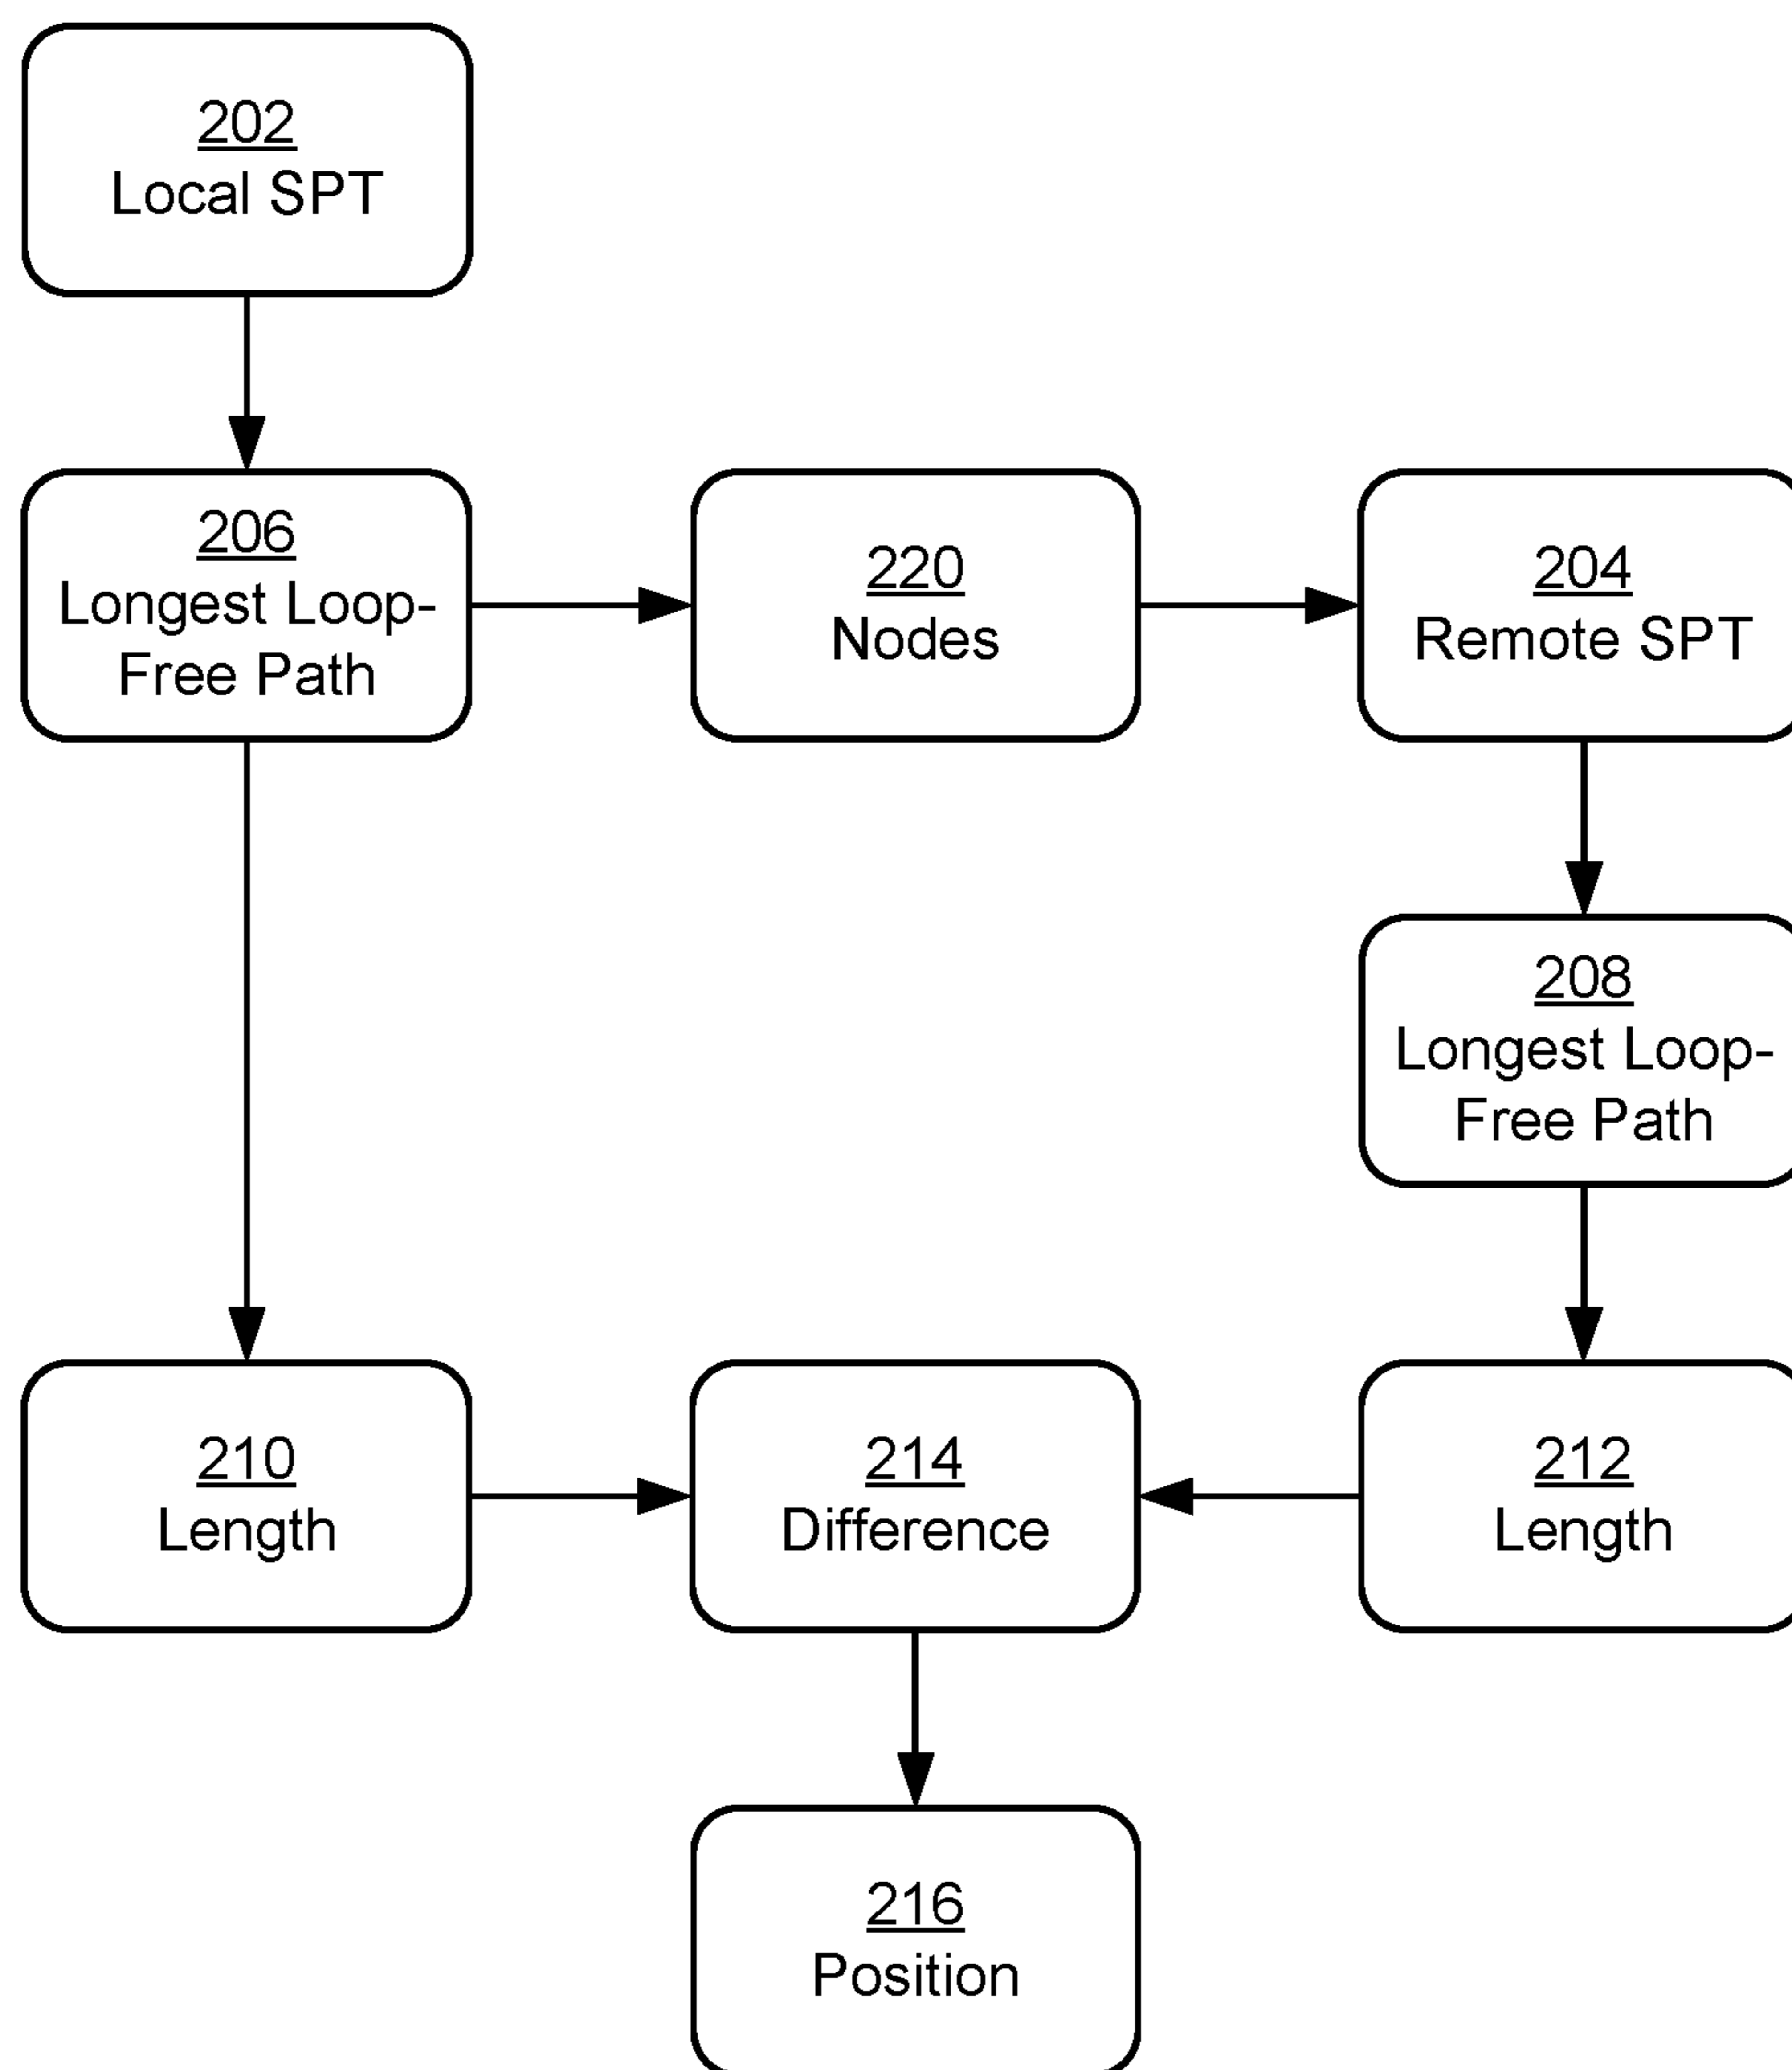 202
Local SPT
206
Longest Loop-
Free Path
220
Nodes
204
Remote SPT
208
Longest Loop-
Free Path
210
Length
214
Difference
212
Length
216
Position